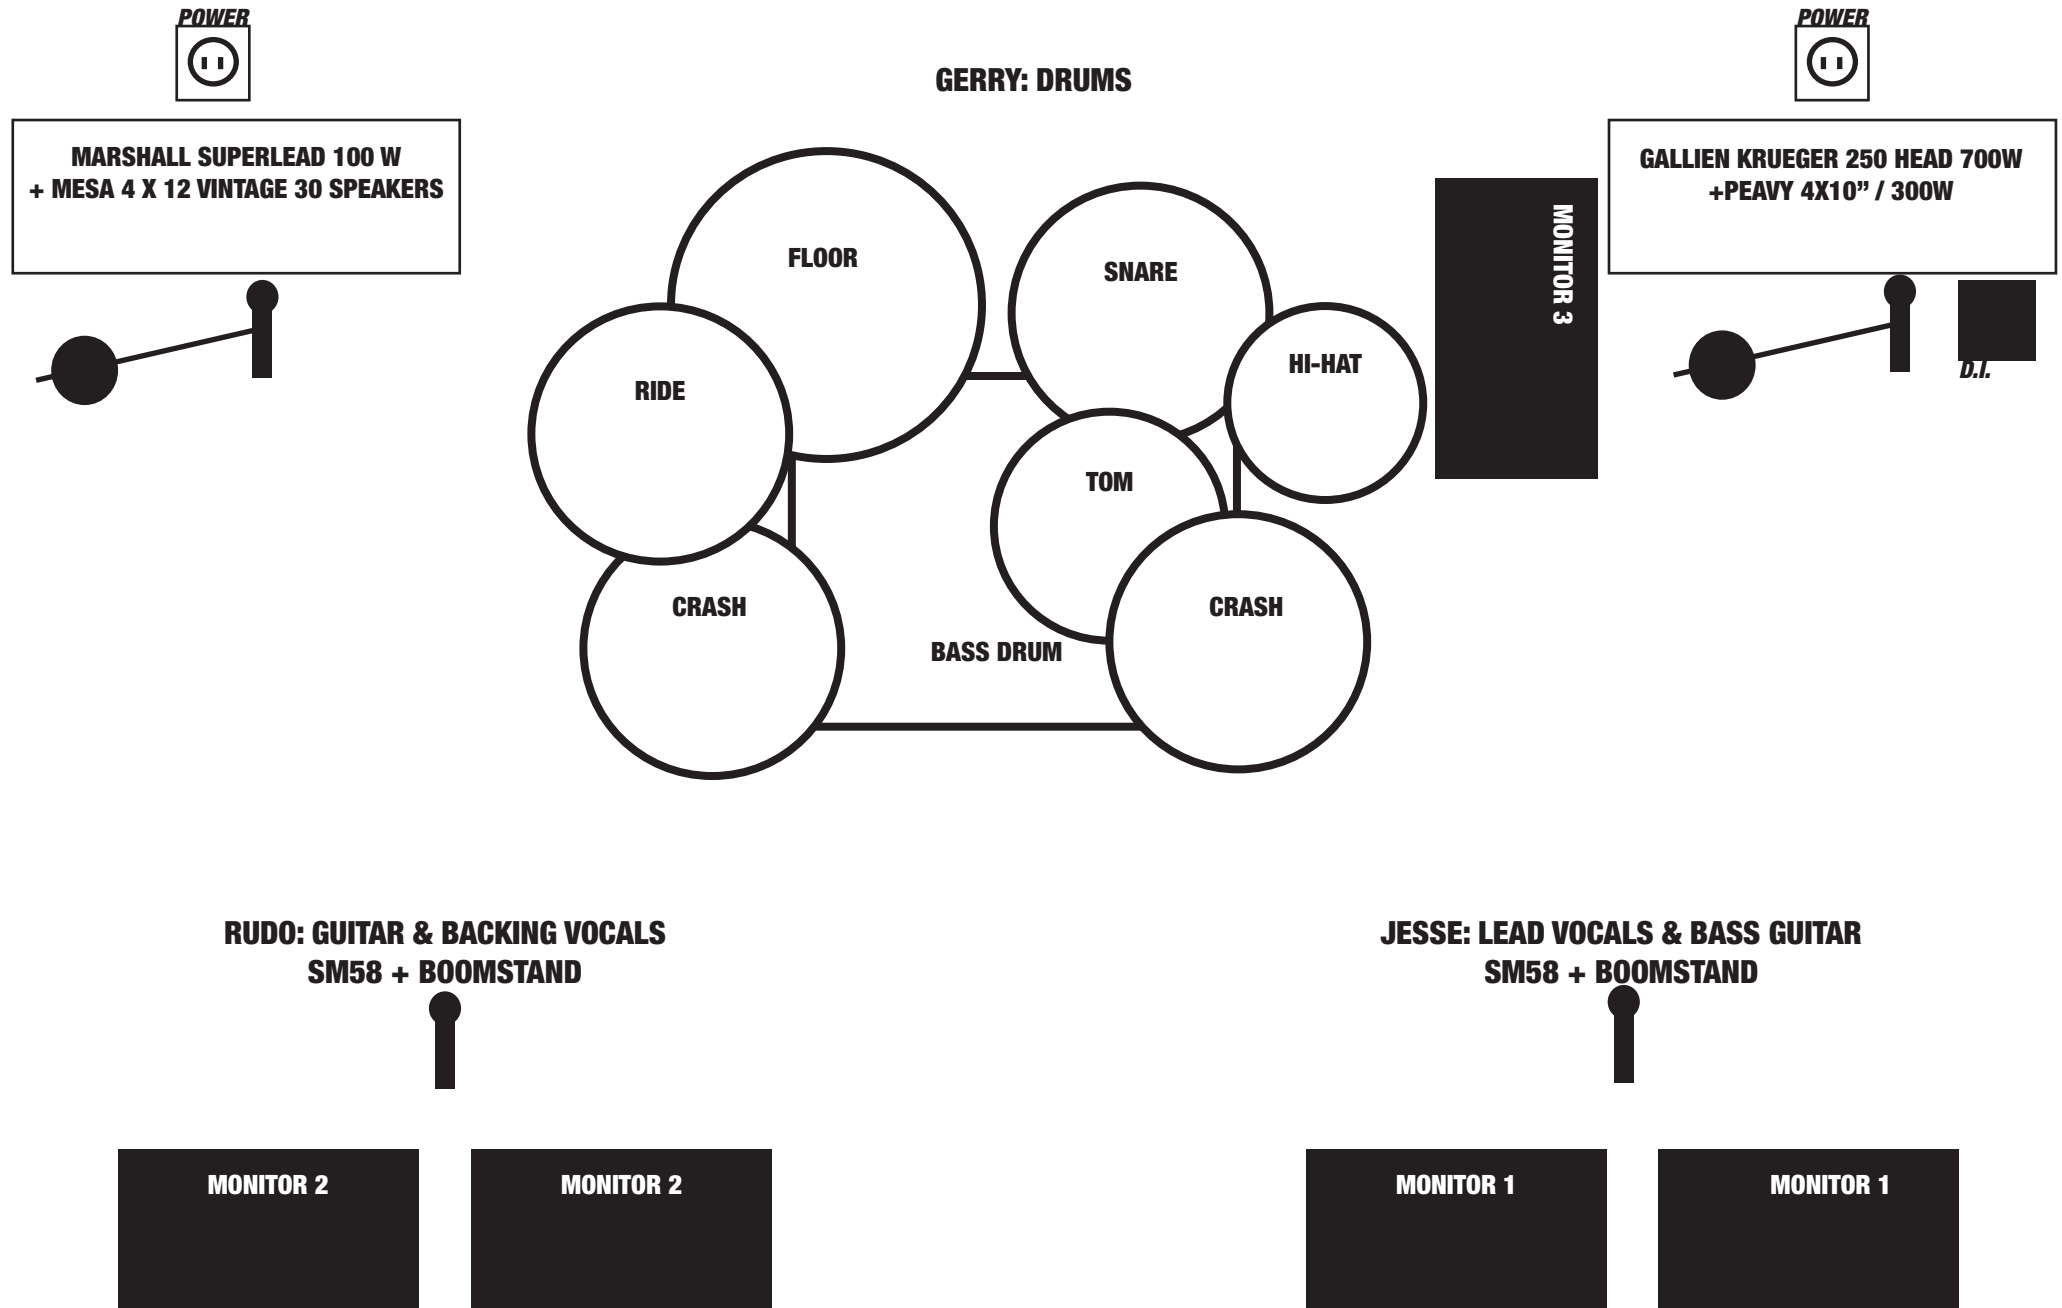 POWER
POWER
GERRY: DRUMS
MARSHALL SUPERLEAD 100 W
+ MESA 4 X 12 VINTAGE 30 SPEAKERS
GALLIEN KRUEGER 250 HEAD 700W
+PEAVY 4X10” / 300W
MONITOR 3
FLOOR
SNARE
HI-HAT
D.I.
RIDE
TOM
CRASH
CRASH
BASS DRUM
RUDO: GUITAR & BACKING VOCALS
SM58 + BOOMSTAND
JESSE: LEAD VOCALS & BASS GUITAR
SM58 + BOOMSTAND
MONITOR 2
MONITOR 2
MONITOR 1
MONITOR 1